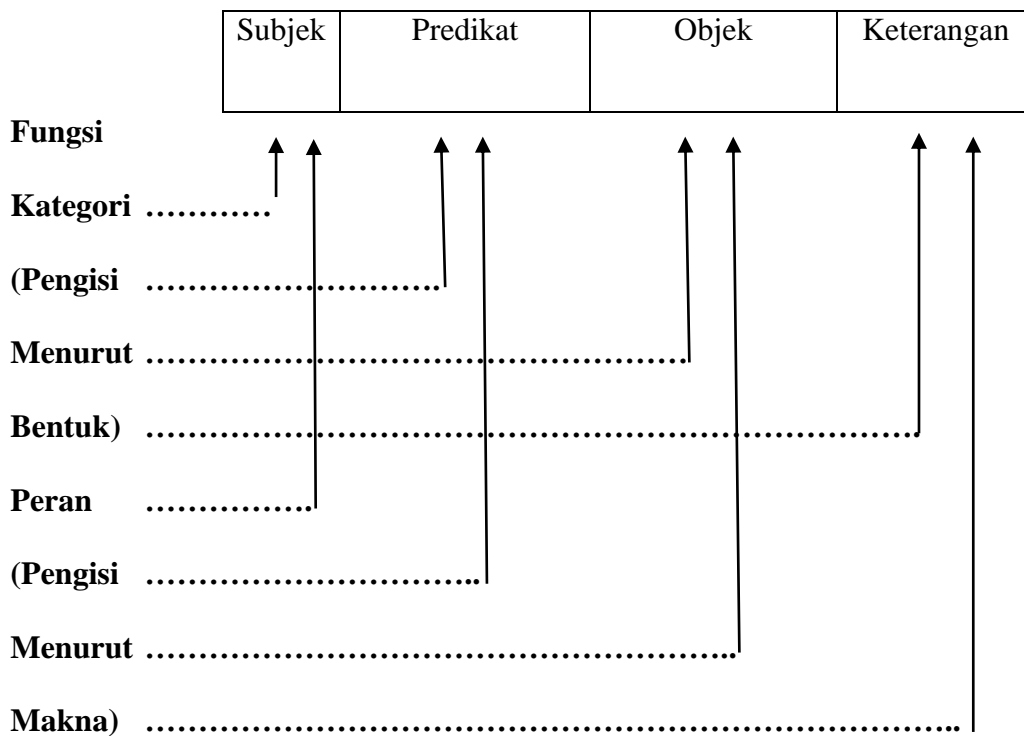 Subjek Predikat Objek Keterangan
Fungsi
Kategori …………
(Pengisi ……………………….
Menurut ……………………………………………
Bentuk) ………………………………………………………………
Peran …………….
(Pengisi …………………………..
Menurut ………………………………………………..
Makna) …………………………………………………………………..